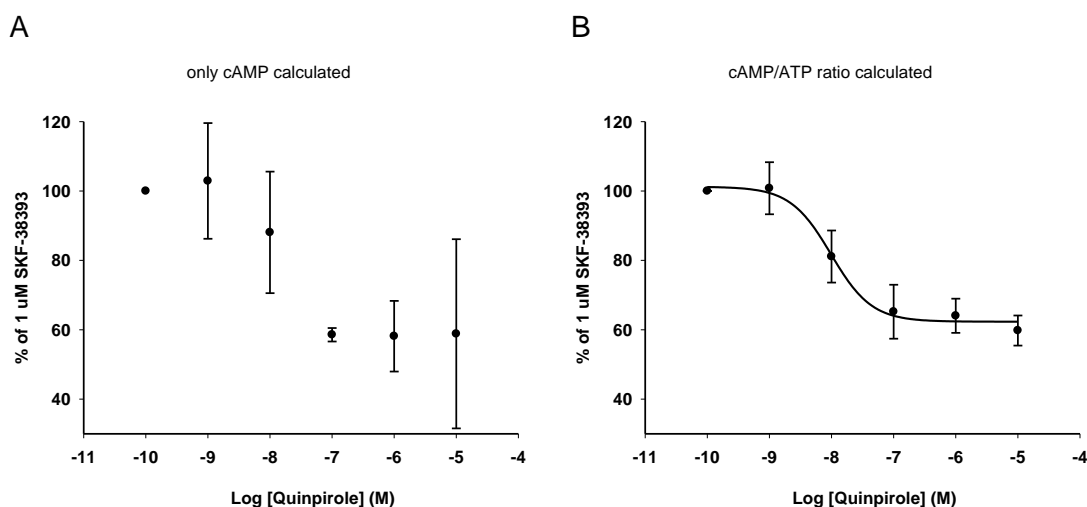 A
only cAMP calculated
120
100
80
60
40
% of 1 uM SKF-38393
-11 -10 -9 -8 -7 -6 -5 -4
Log [Quinpirole] (M)
B
cAMP/ATP ratio calculated
120
100
80
60
40
% of 1 uM SKF-38393
-11 -10 -9 -8 -7 -6 -5 -4
Log [Quinpirole] (M)